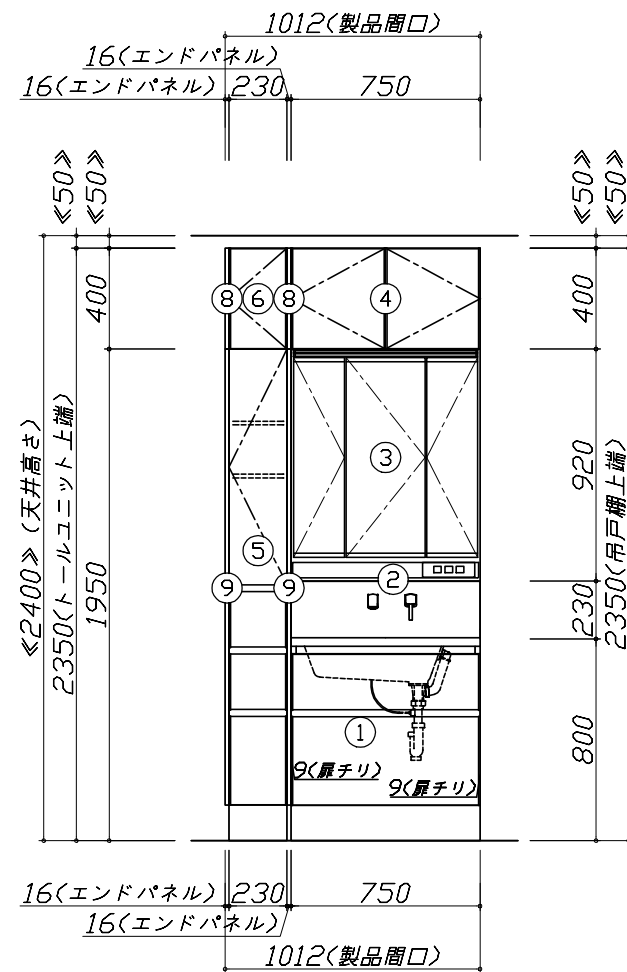 1012(製品間口)
16(エンドパネル)
16(エンドパネル) 230 750
≪50≫
≪50≫
≪50≫
≪50≫
400
400
8
6
8
4
≪2400≫(天井高さ)
2350(トールユニット上端)
1950
3
920
2350(吊戸棚上端)
5
9
9
2
230
1
800
9(扉チリ)
9(扉チリ)
16(エンドパネル) 230 750
16(エンドパネル)
1012(製品間口)